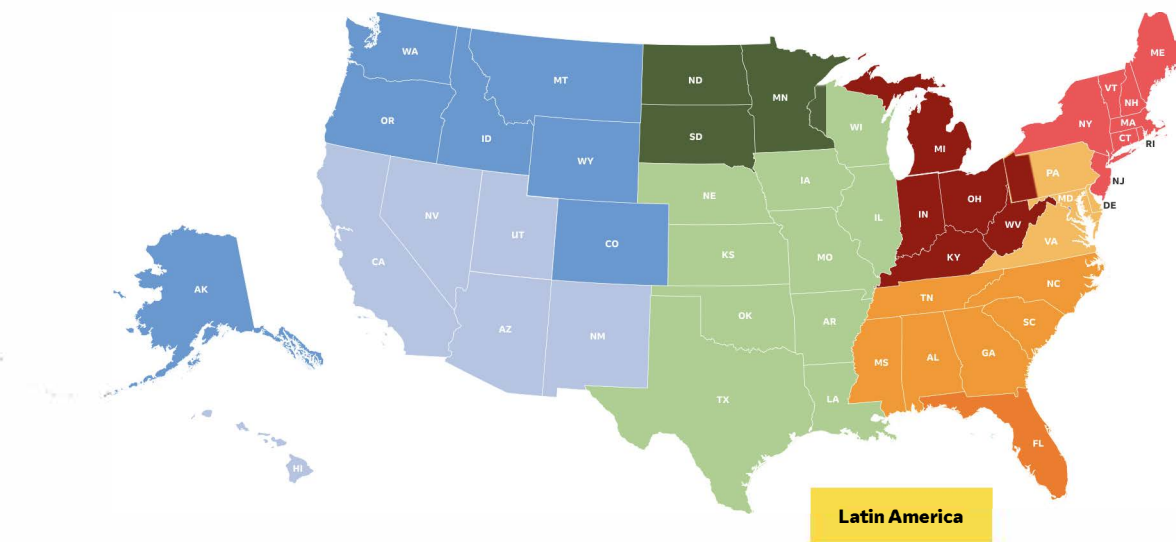 WA
MT
ND
MN
ME
VT
NH
OR
ID
SD
WI
NY
MA
CT
RI
WY
MI
PA
NJ
NE
IA
OH
MD
DE
NV
UT
CO
IL
IN
WV
VA
CA
KS
MO
KY
AK
TN
NC
AZ
NM
OK
AR
SC
MS
AL
GA
TX
LA
FL
HI
Latin America